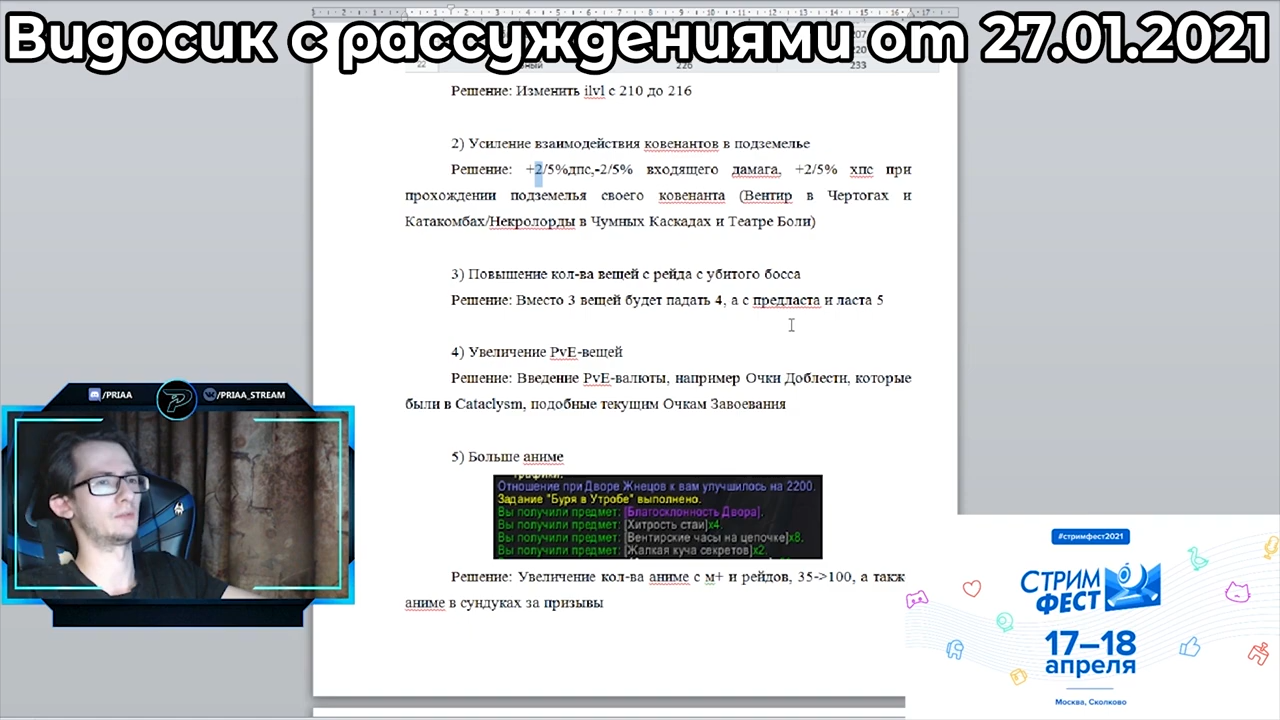 Видосик с рассуждениями от 27.01.2021
207
220
22 226 233
Решение: Изменить ilvl с 210 до 216
2) Усиление взаимодействия ковенантов в подземелье
Решение: +2/5%дпс,-2/5% входящего дамага, +2/5% хпс при
прохождении подземелья своего ковенанта (Вентир в Чертогах и
Катакомбах/Некролорды в Чумных Каскадах и Театре Боли)
3) Повышение кол-ва вещей с рейда с убитого босса
Решение: Вместо 3 вещей будет падать 4, а с предласта и ласта 5
4) Увеличение PvE-вещей
Решение: Введение PvE-валюты, например Очки Доблести, которые
были в Cataclysm, подобные текущим Очкам Завоевания
5) Больше аниме
Отношение при Дворе Жнецов к вам улучшилось на 2200.
Задание "Буря в Утробе" выполнено.
Вы получили предмет: [Благосклонность Двора].
Вы получили предмет: [Хитрость стаи]x4.
Вы получили предмет: [Вентирские часы на цепочке]x8.
Вы получили предмет: [Жалкая куча секретов]x2.
Решение: Увеличение кол-ва аниме с м+ и рейдов, 35->100, а также
аниме в сундуках за призывы
/PRIAA
/PRIAA_STREAM
#стримфест2021
СТРИМ
ФЕСТ
17–18
апреля
Москва, Сколково